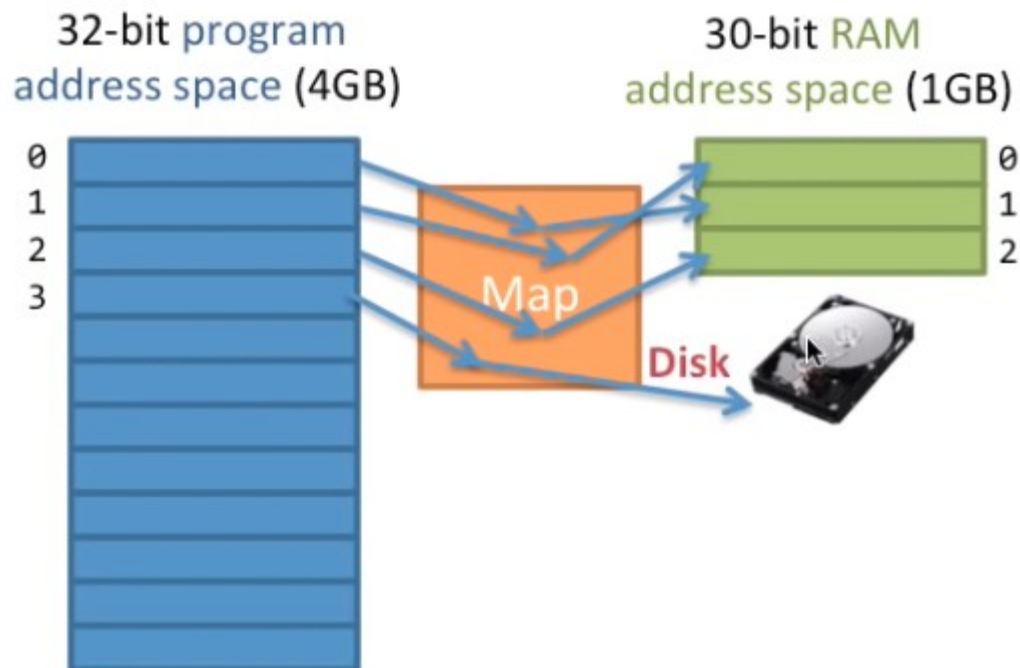 32-bit program
address space (4GB)
30-bit RAM
address space (1GB)
0
1
2
3
Map
0
1
2
Disk